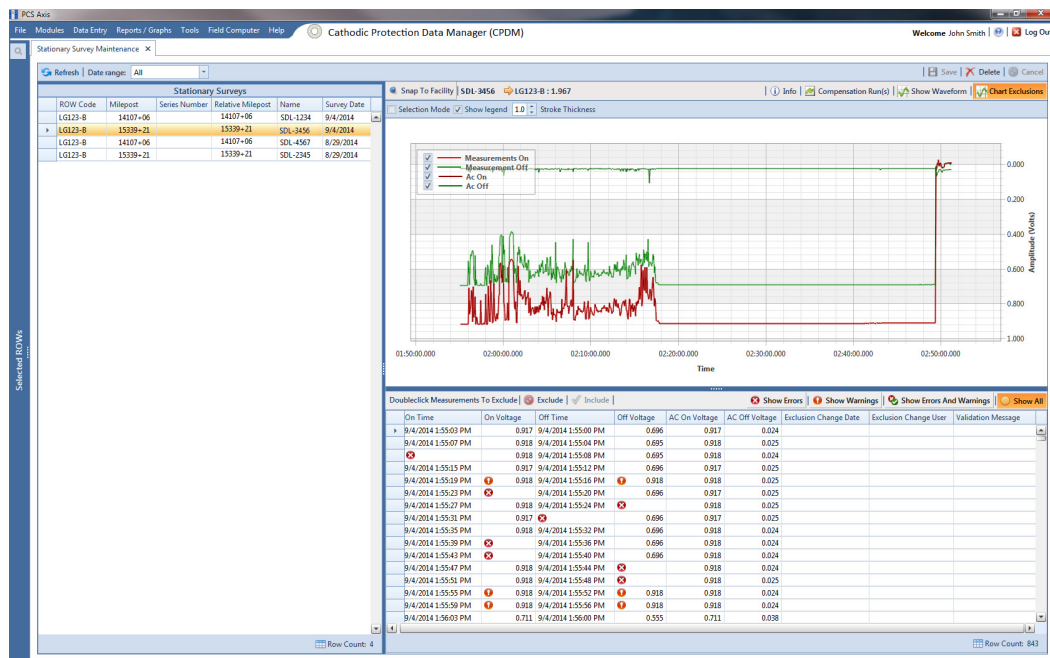 PCS Axis
File Modules Data Entry Reports / Graphs Tools Field Computer Help Cathodic Protection Data Manager (CPDM) Welcome John Smith Log Ou
Stationary Survey Maintenance
Refresh Date range: All Save Delete Cancel
Stationary Surveys
ROW Code Milepost Series Number Relative Milepost Name Survey Date
LG123-B 14107+06 14107+06 SDL-1234 9/4/2014
LG123-B 15339+21 15339+21 SDL-3456 9/4/2014
LG123-B 14107+06 14107+06 SDL-4567 8/29/2014
LG123-B 15339+21 15339+21 SDL-2345 8/29/2014
Row Count: 4
Selected ROWs
Snap To Facility SDL-3456 LG123-B : 1.967 Info Compensation Run(s) Show Waveform Chart Exclusions
Selection Mode Show legend 1.0 Stroke Thickness
Measurements On
Measurement Off
Ac On
Ac Off
0.000
0.200
0.400
0.600
0.800
1.000
Amplitude (Volts)
01:50:00.000 02:00:00.000 02:10:00.000 02:20:00.000 02:30:00.000 02:40:00.000 02:50:00.000
Time
Doubleclick Measurements To Exclude Exclude Include Show Errors Show Warnings Show Errors And Warnings Show All
On Time On Voltage Off Time Off Voltage AC On Voltage AC Off Voltage Exclusion Change Date Exclusion Change User Validation Message
9/4/2014 1:55:03 PM 0.917 9/4/2014 1:55:00 PM 0.696 0.917 0.024
9/4/2014 1:55:07 PM 0.918 9/4/2014 1:55:04 PM 0.695 0.918 0.025
0.918 9/4/2014 1:55:08 PM 0.695 0.918 0.024
9/4/2014 1:55:15 PM 0.917 9/4/2014 1:55:12 PM 0.696 0.917 0.025
9/4/2014 1:55:19 PM 0.918 9/4/2014 1:55:16 PM 0.918 0.918 0.025
9/4/2014 1:55:23 PM 9/4/2014 1:55:20 PM 0.696 0.917 0.025
9/4/2014 1:55:27 PM 0.918 9/4/2014 1:55:24 PM 0.918 0.025
9/4/2014 1:55:31 PM 0.917 0.696 0.917 0.025
9/4/2014 1:55:35 PM 0.918 9/4/2014 1:55:32 PM 0.696 0.918 0.024
9/4/2014 1:55:39 PM 9/4/2014 1:55:36 PM 0.696 0.918 0.024
9/4/2014 1:55:43 PM 9/4/2014 1:55:40 PM 0.696 0.918 0.024
9/4/2014 1:55:47 PM 0.918 9/4/2014 1:55:44 PM 0.918 0.024
9/4/2014 1:55:51 PM 0.918 9/4/2014 1:55:48 PM 0.918 0.025
9/4/2014 1:55:55 PM 0.918 9/4/2014 1:55:52 PM 0.918 0.918 0.024
9/4/2014 1:55:59 PM 0.918 9/4/2014 1:55:56 PM 0.918 0.918 0.024
9/4/2014 1:56:03 PM 0.711 9/4/2014 1:56:00 PM 0.555 0.711 0.038
Row Count: 843